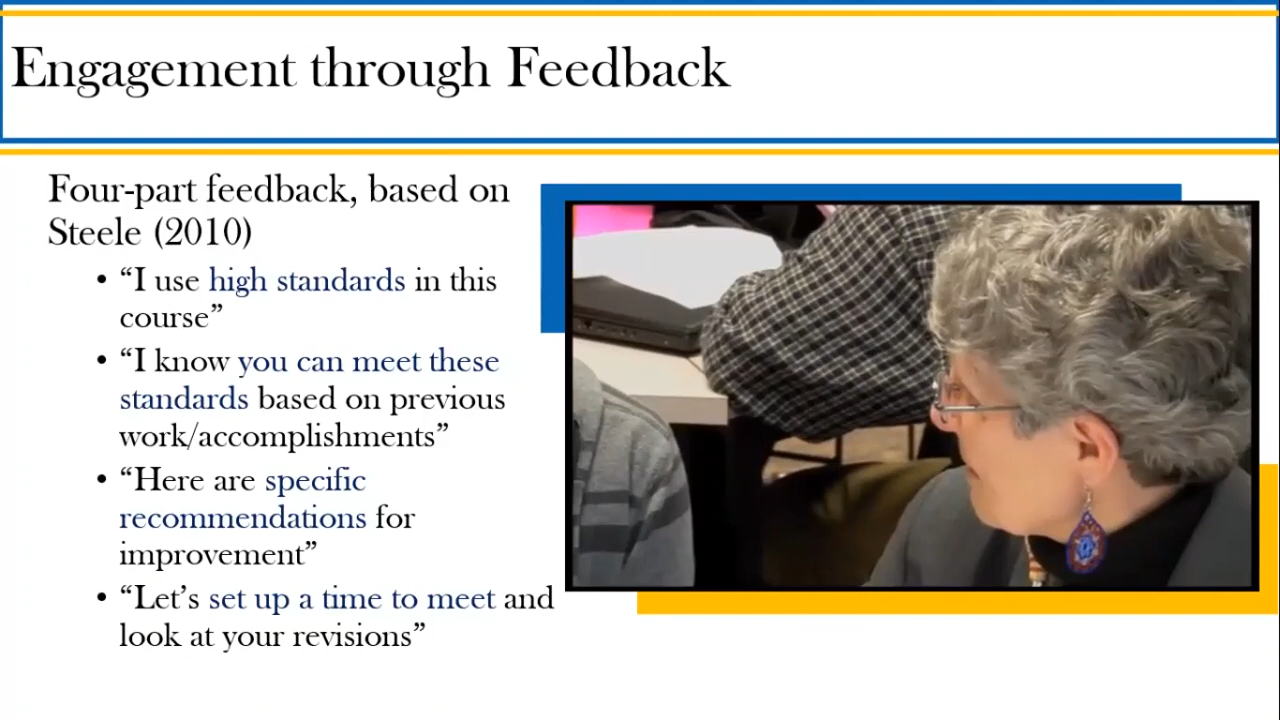 Engagement through Feedback
Four-part feedback, based on
Steele (2010)
• “I use high standards in this
course”
• “I know you can meet these
standards based on previous
work/accomplishments”
• “Here are specific
recommendations for
improvement”
• “Let’s set up a time to meet and
look at your revisions”